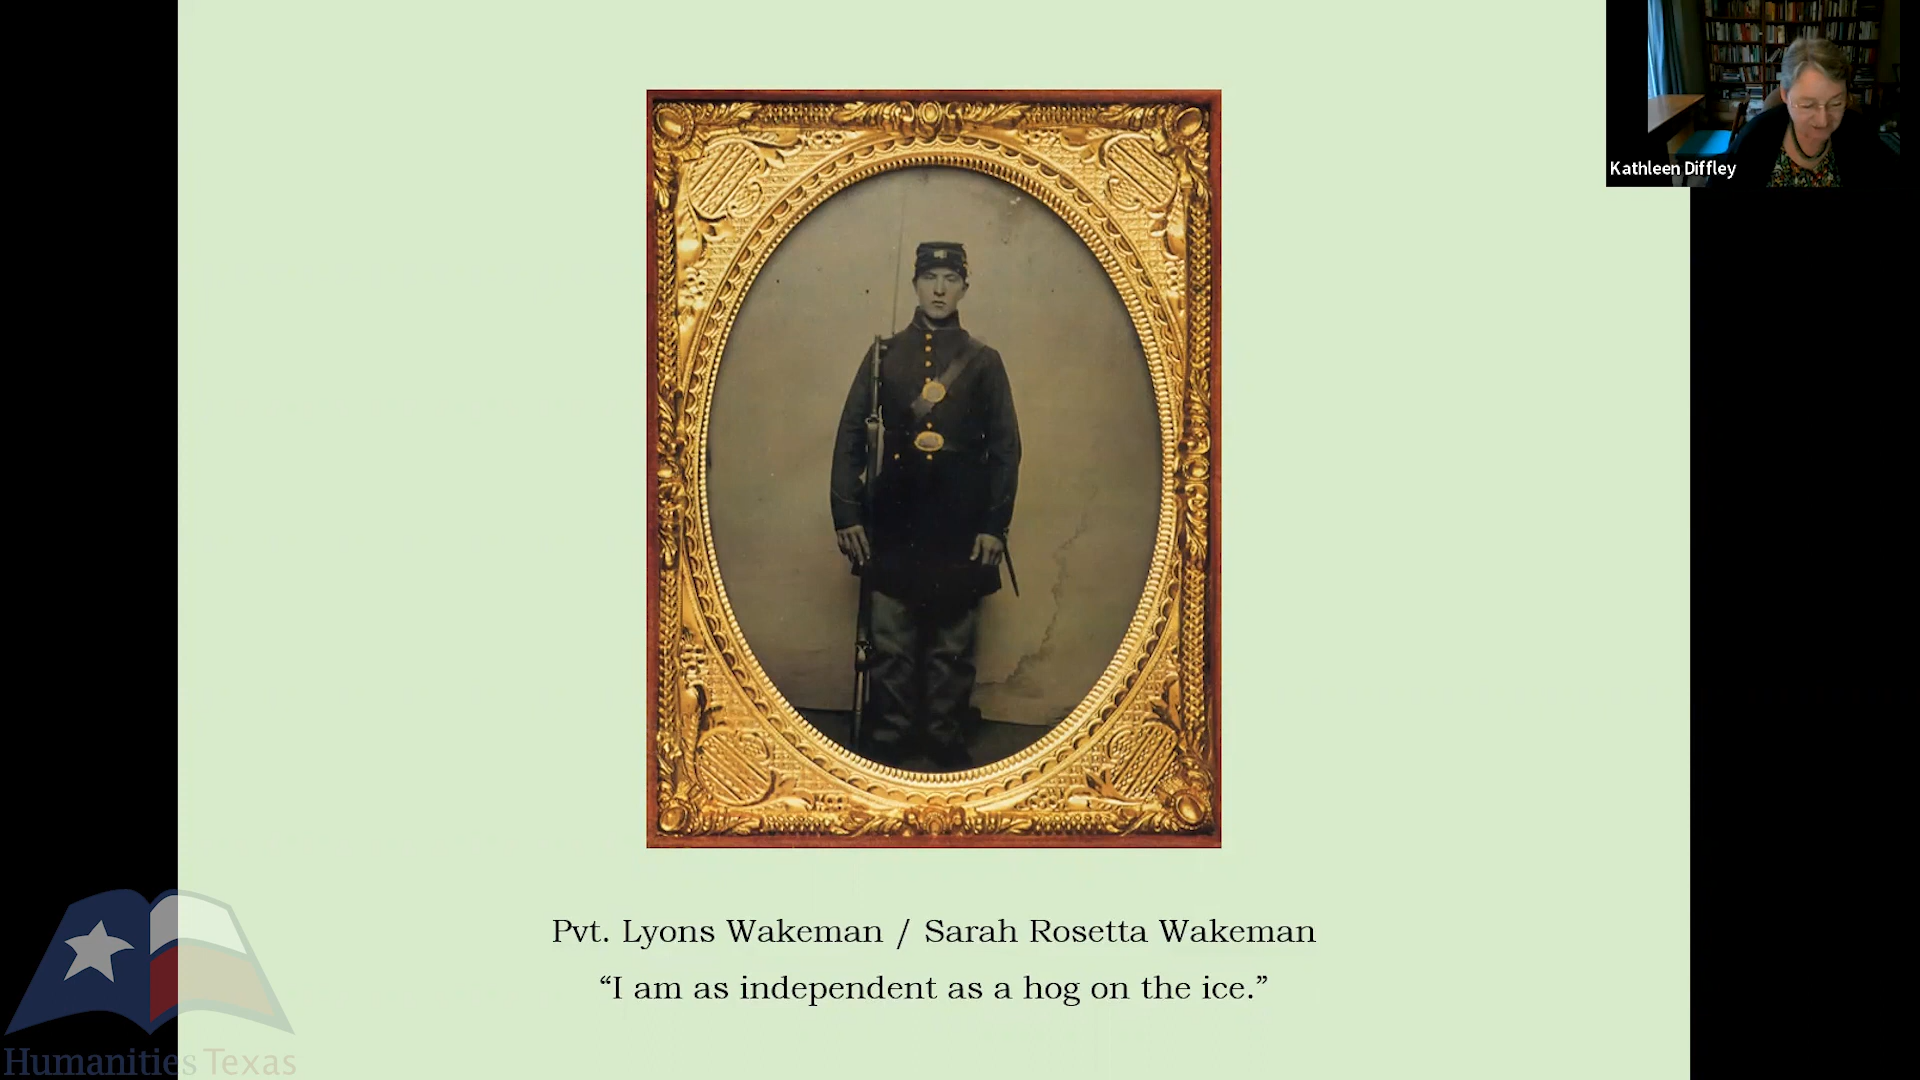 Kathleen Diffley
Pvt. Lyons Wakeman / Sarah Rosetta Wakeman
“I am as independent as a hog on the ice.”
Humanities Texas